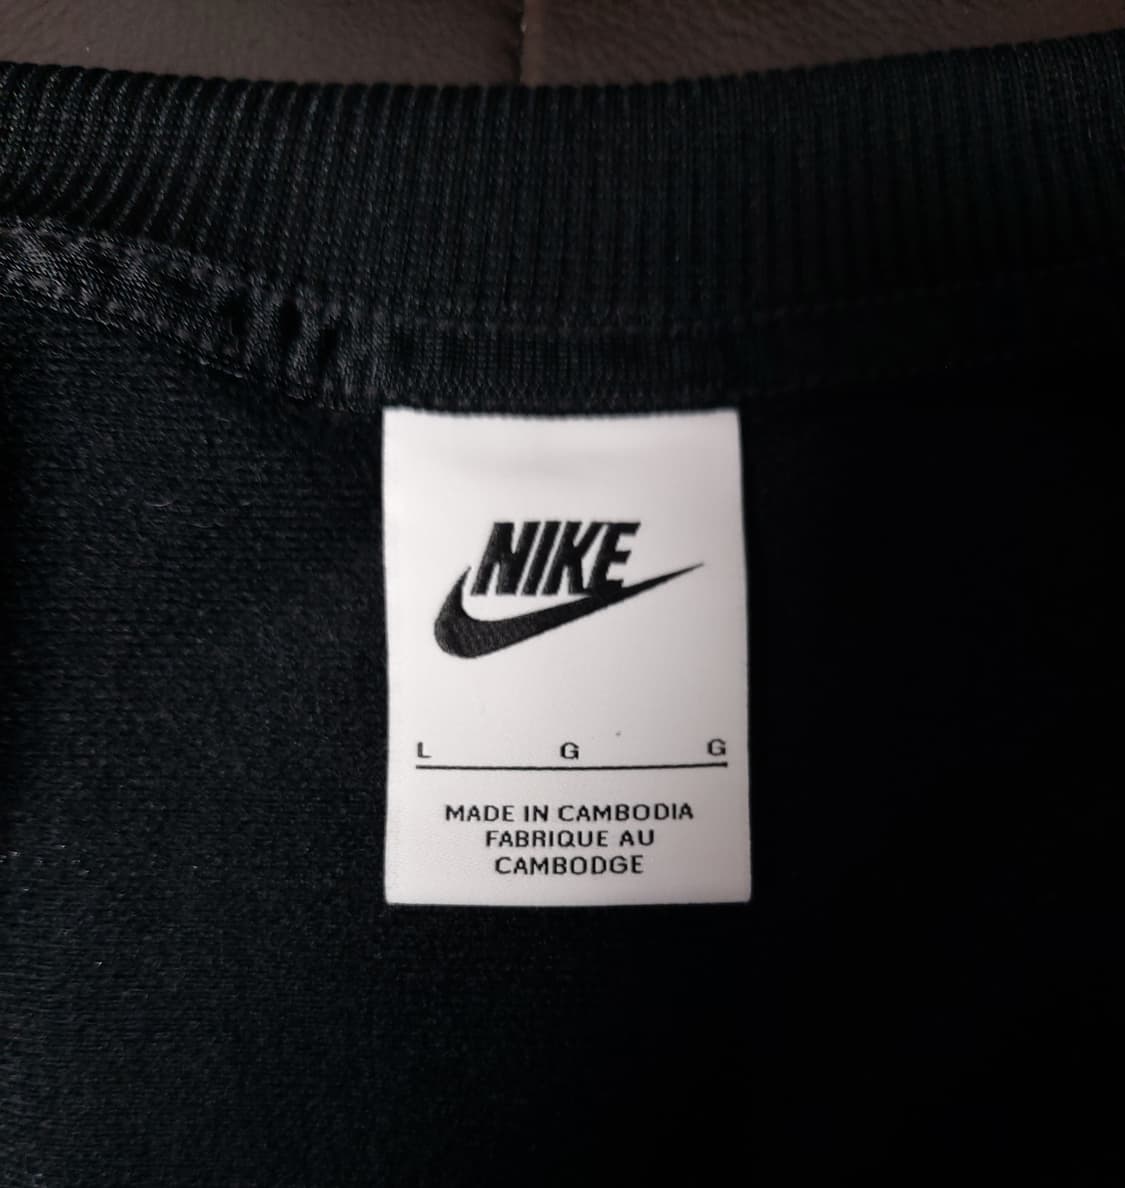 NIKE
L G G
MADE IN CAMBODIA
FABRIQUE AU
CAMBODGE